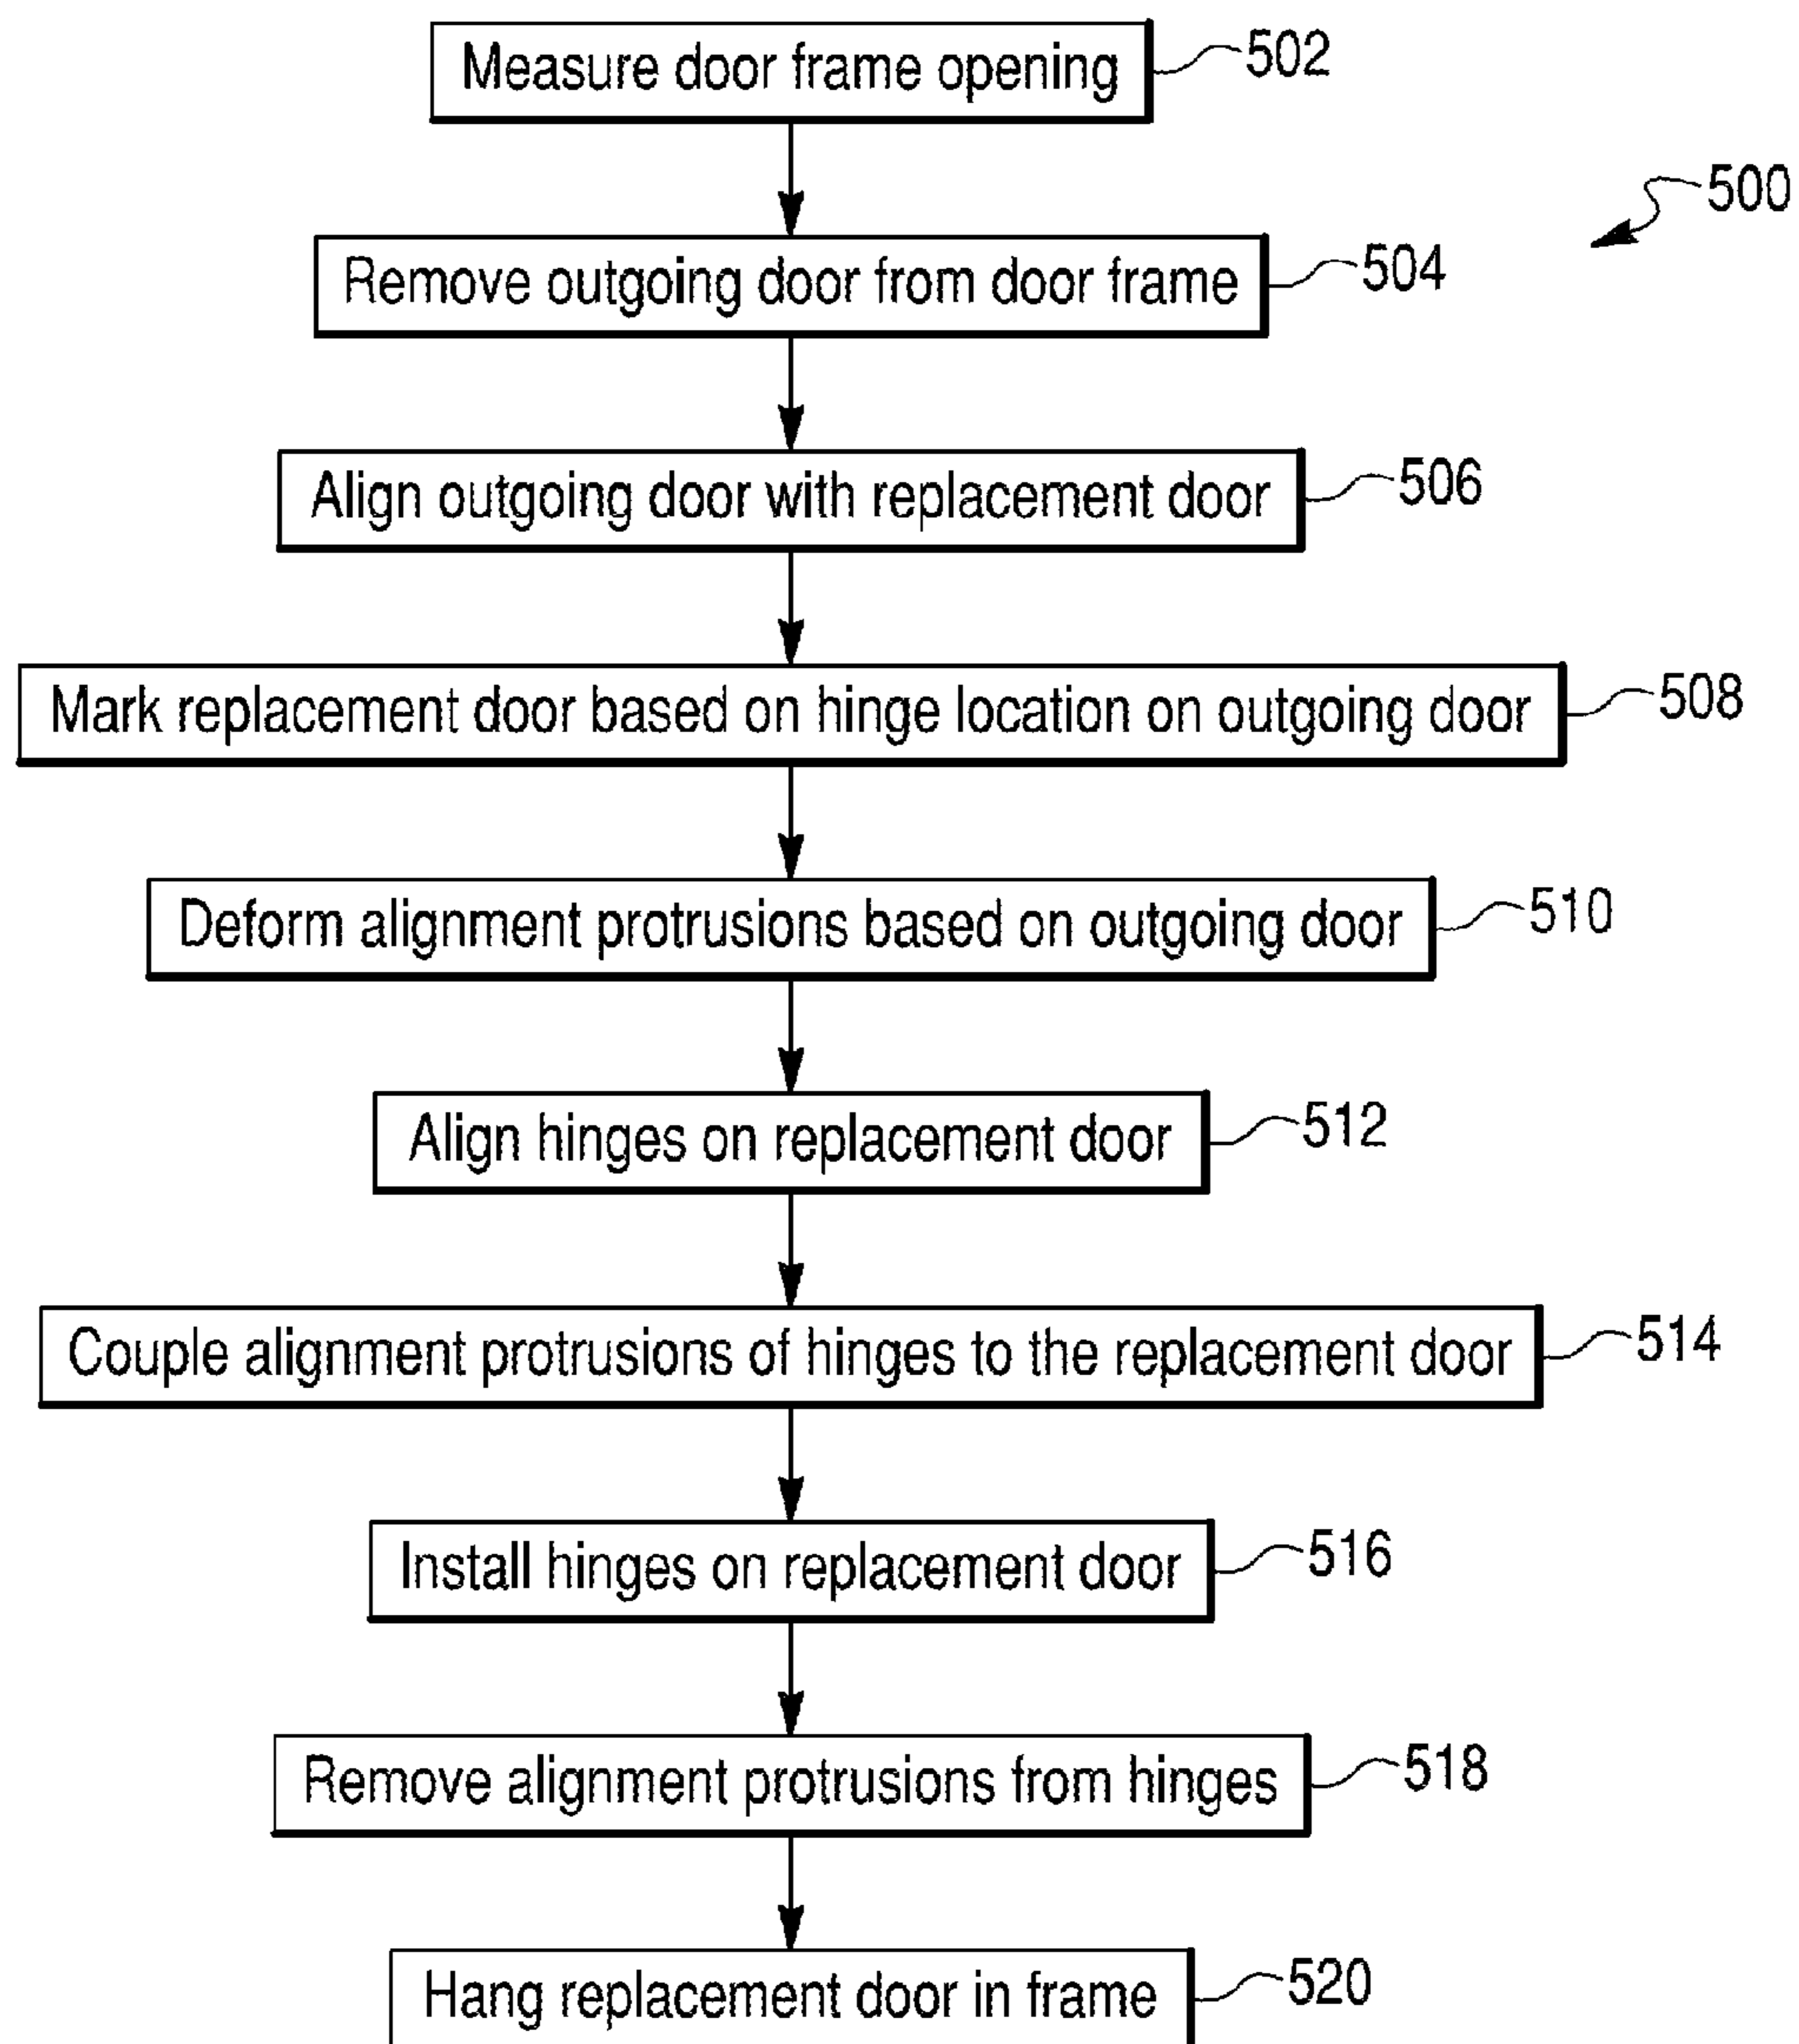 Measure door frame opening 502
500
Remove outgoing door from door frame 504
Align outgoing door with replacement door 506
Mark replacement door based on hinge location on outgoing door 508
Deform alignment protrusions based on outgoing door 510
Align hinges on replacement door 512
Couple alignment protrusions of hinges to the replacement door 514
Install hinges on replacement door 516
Remove alignment protrusions from hinges 518
Hang replacement door in frame 520